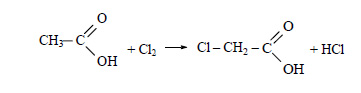 O O
CH₃–C + Cl₂ → Cl – CH₂ – C + HCl
OH OH